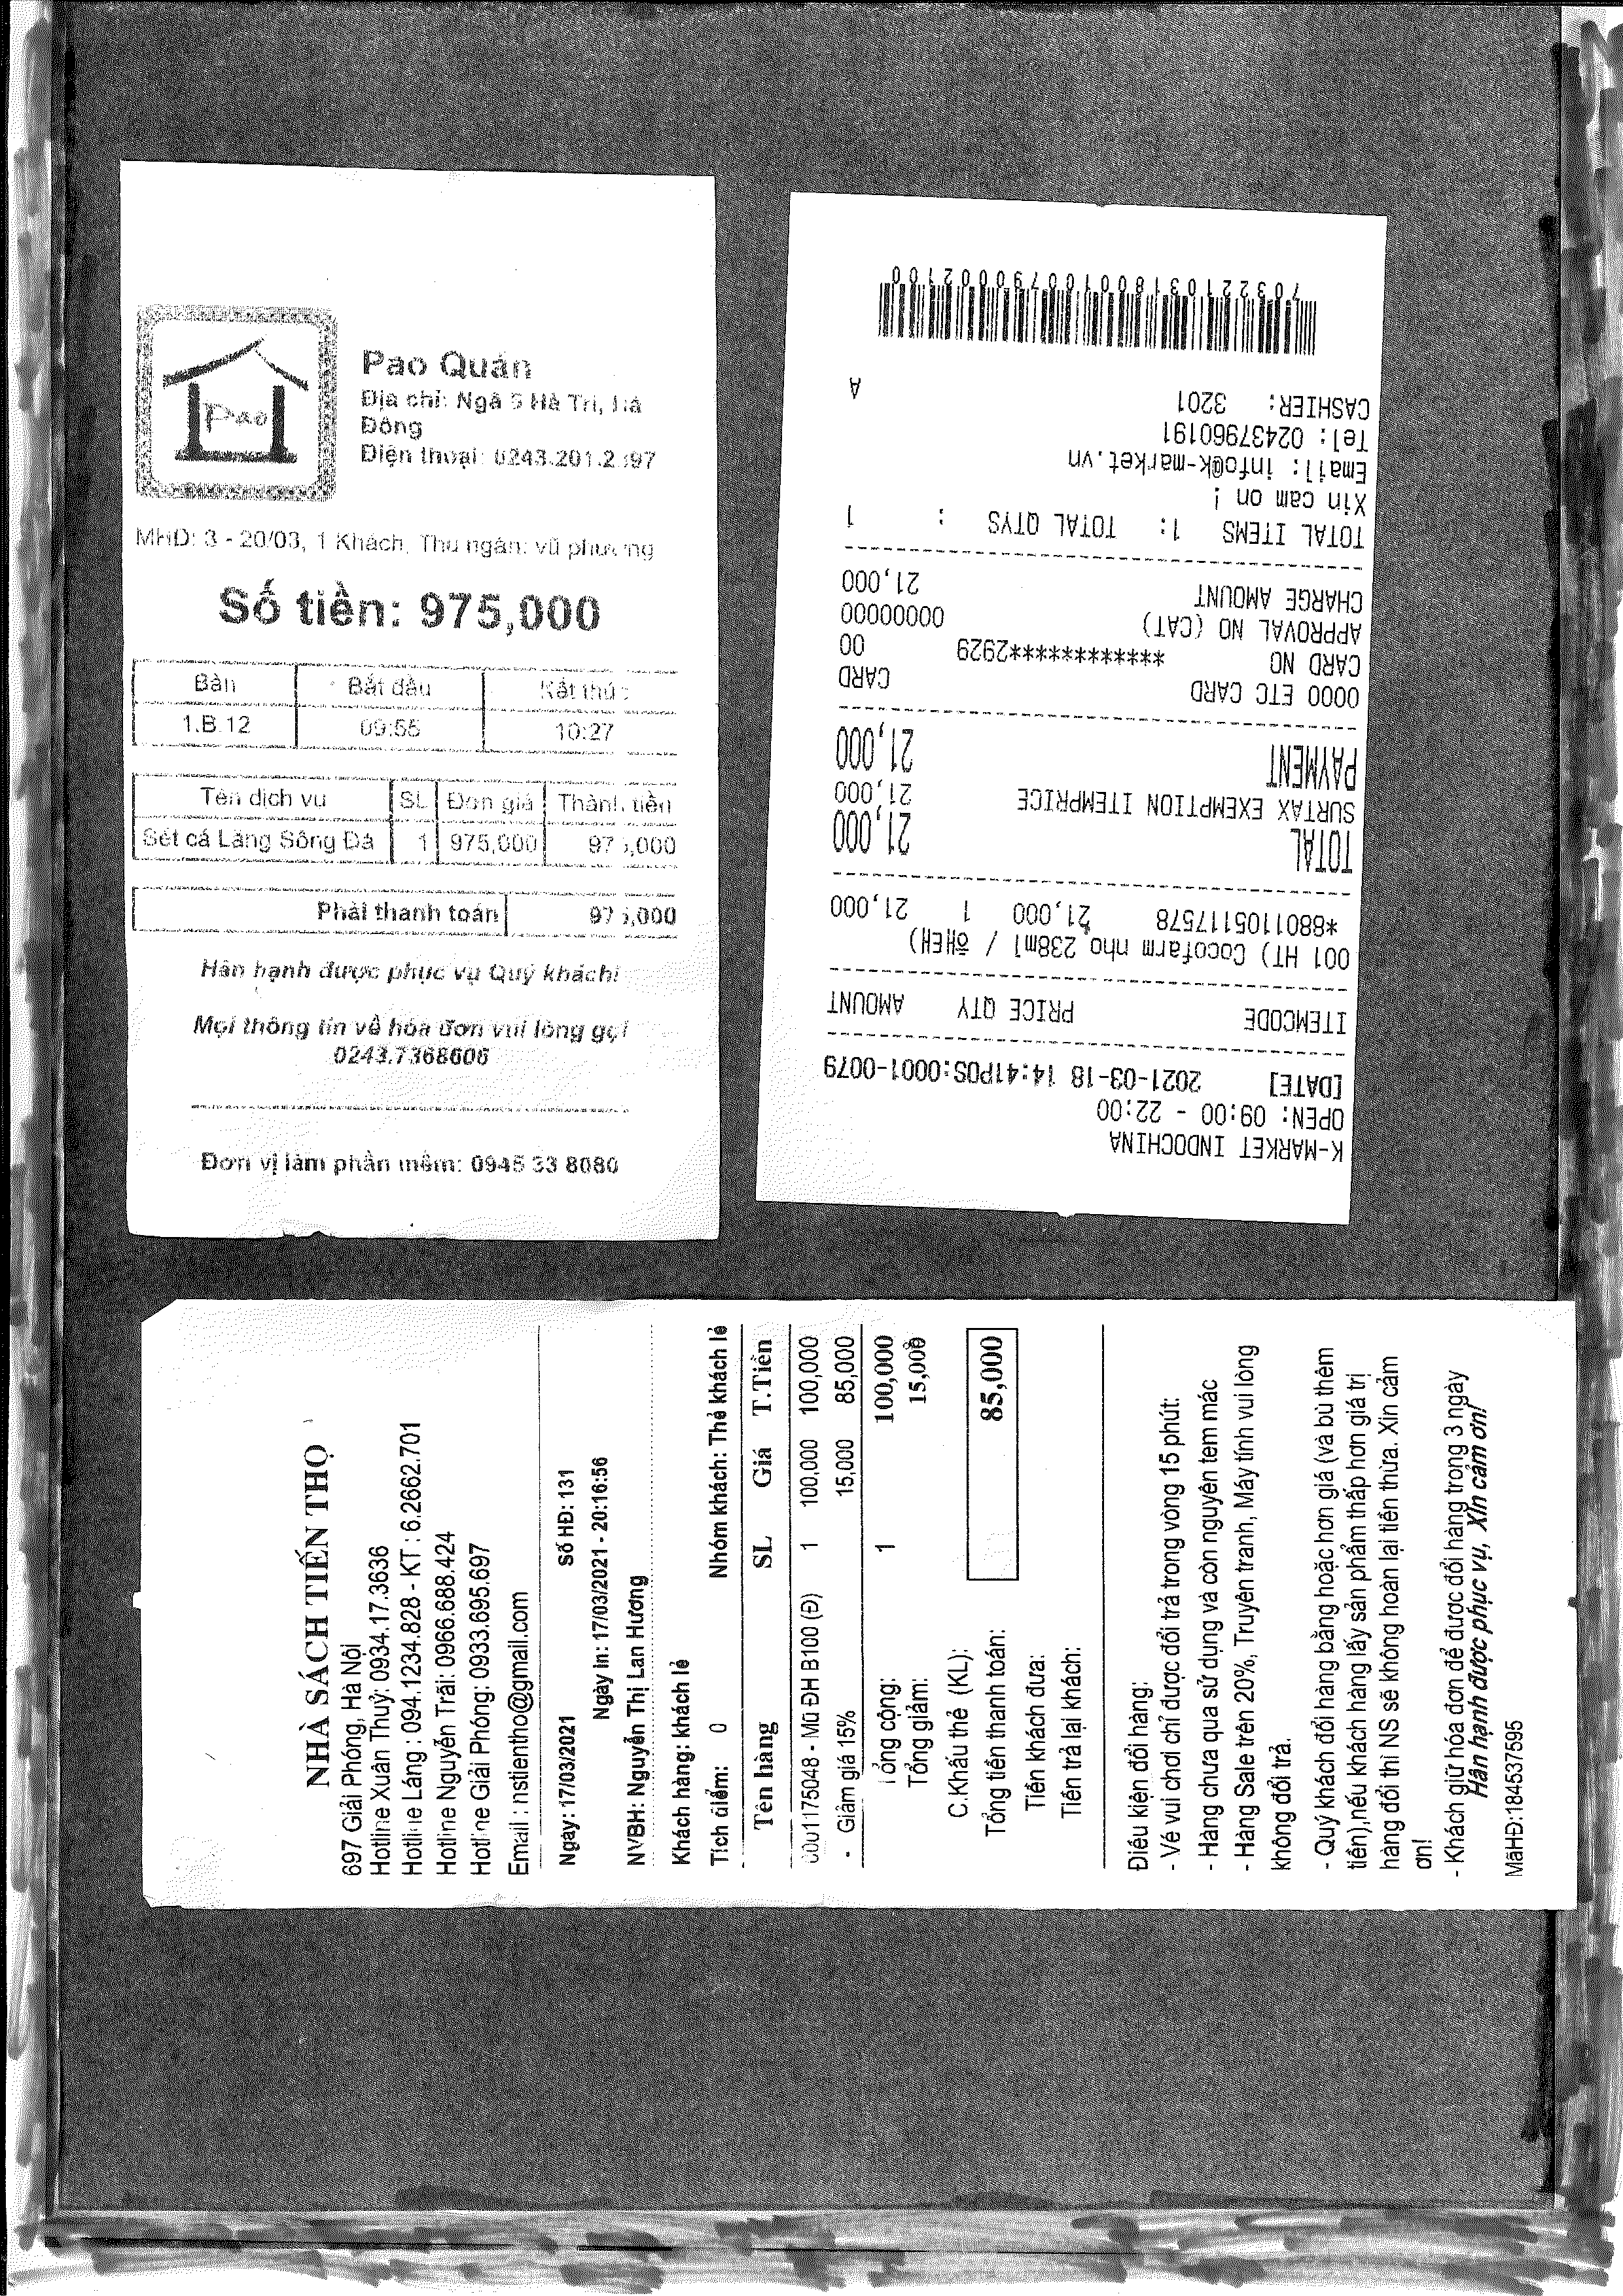 Pao
Pao Quán
Địa chỉ: Ngã 5 Hà Trì, Hà
Đông
Điện thoại: 0243.201.2
MHĐ: 3 - 20/03, 1 Khách, Thu ngân: vũ phương
Số tiền: 975,000
Bàn Bắt đầu Kết thúc
1.B.12 09:55 10:27
Tên dịch vụ SL Đơn giá Thành tiền
Sét cá Lăng Sông Đà 1 975,000 975,000
Phải thanh toán 975,000
Hân hạnh được phục vụ Quý khách!
Mọi thông tin về hóa đơn vui lòng gọi
0243.7368606
Đơn vị làm phần mềm: 0945 33 8080
K-MARKET INDOCHINA
OPEN: 09:00 - 22:00
[DATE] 2021-03-18 14:41POS:0001-0079
ITEMCODE PRICE QTY AMOUNT
001 HT) Cocofarm nho 238ml /
*8801105117578 21,000 1 21,000
TOTAL 21,000
SURTAX EXEMPTION ITEMPRICE 21,000
PAYMENT 21,000
0000 ETC CARD CARD
CARD NO ************2929 00
APPROVAL NO (CAT) 00000000
CHARGE AMOUNT 21,000
TOTAL ITEMS 1: TOTAL QTYS : 1
Xin cam on !
Email: info@k-market.vn
Tel: 02437960191
CASHIER: 3201 A
703221031800100790002100
NHÀ SÁCH TIẾN THỌ
697 Giải Phóng, Hà Nội
Hotline Xuân Thuỷ: 0934.17.3636
Hotline Láng : 094.1234.828 - KT : 6.2662.701
Hotline Nguyễn Trãi: 0966.688.424
Hotline Giải Phóng: 0933.695.697
Email : nstientho@gmail.com
Ngày: 17/03/2021 Số HĐ: 131
Ngày in: 17/03/2021 - 20:16:56
NVBH: Nguyễn Thị Lan Hương
Khách hàng: khách lẻ
Tích điểm: 0 Nhóm khách: Thẻ khách lẻ
Tên hàng SL Giá T.Tiền
0001175048 - Mũ ĐH B100 (Đ) 1 100,000 100,000
- Giảm giá 15% 15,000 85,000
Tổng cộng: 1 100,000
Tổng giảm: 15,000
C.Khấu thẻ (KL):
Tổng tiền thanh toán: 85,000
Tiền khách đưa:
Tiền trả lại khách:
Điều kiện đổi hàng:
- Vé vui chơi chỉ được đổi trả trong vòng 15 phút:
- Hàng chưa qua sử dụng và còn nguyên tem mác
- Hàng Sale trên 20%, Truyện tranh, Máy tính vui lòng
không đổi trả.
- Quý khách đổi hàng bằng hoặc hơn giá (và bù thêm
tiền),nếu khách hàng lấy sản phẩm thấp hơn giá trị
hàng đổi thì NS sẽ không hoàn lại tiền thừa. Xin cảm
ơn!
- Khách giữ hóa đơn để được đổi hàng trong 3 ngày
Hân hạnh được phục vụ, Xin cảm ơn!
MãHĐ:184537595